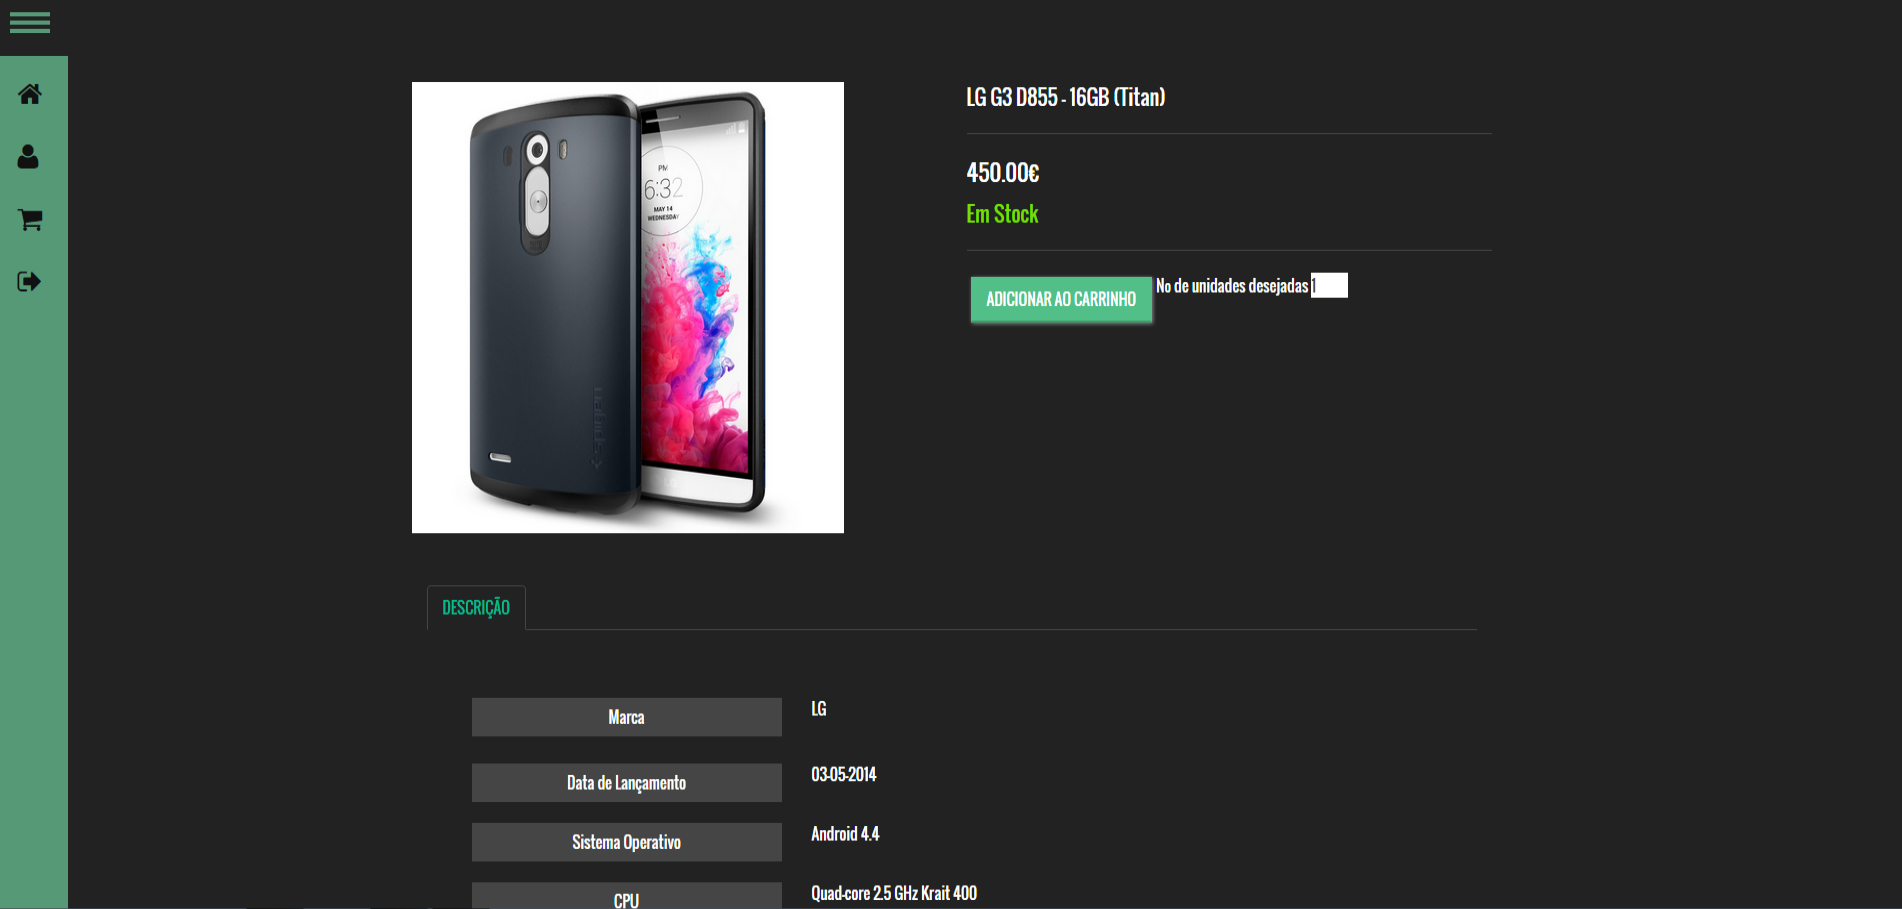 LG G3 D855 - 16GB (Titan)
450.00€
Em Stock
ADICIONAR AO CARRINHO
No de unidades desejadas 1
PM
6:32
MAY 14
WEDNESDAY
spigen
DESCRIÇÃO
Marca
LG
Data de Lançamento
03-05-2014
Sistema Operativo
Android 4.4
CPU
Quad-core 2.5 GHz Krait 400